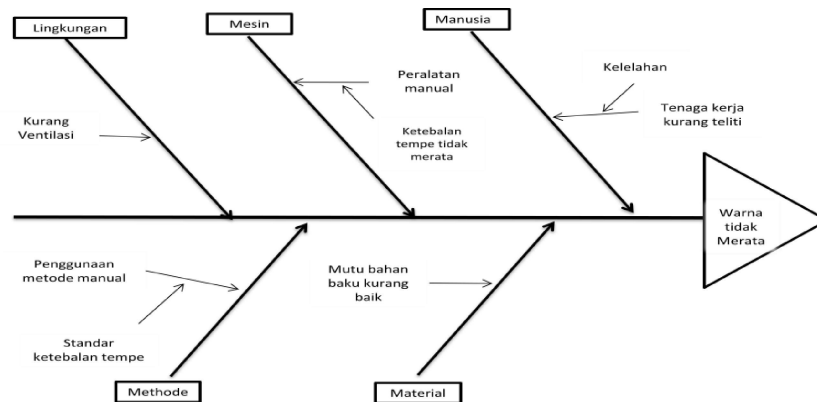 Lingkungan
Mesin
Manusia
Kurang
Ventilasi
Peralatan
manual
Ketebalan
tempe tidak
merata
Kelelahan
Tenaga kerja
kurang teliti
Warna
tidak
Merata
Penggunaan
metode manual
Standar
ketebalan tempe
Mutu bahan
baku kurang
baik
Methode
Material